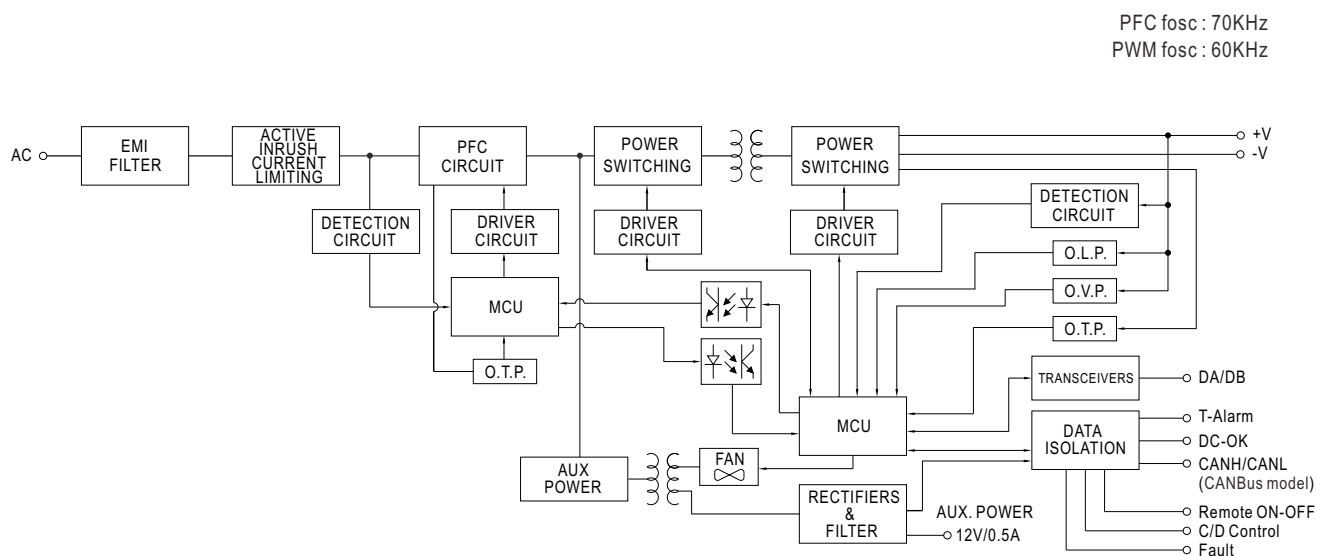 PFC fosc : 70KHz
PWM fosc : 60KHz
AC
EMI
FILTER
ACTIVE
INRUSH
CURRENT
LIMITING
PFC
CIRCUIT
POWER
SWITCHING
POWER
SWITCHING
+V
-V
DETECTION
CIRCUIT
DRIVER
CIRCUIT
DRIVER
CIRCUIT
DRIVER
CIRCUIT
DETECTION
CIRCUIT
O.L.P.
O.V.P.
O.T.P.
MCU
O.T.P.
TRANSCEIVERS
DA/DB
MCU
DATA
ISOLATION
T-Alarm
DC-OK
CANH/CANL
(CANBus model)
Remote ON-OFF
C/D Control
Fault
AUX
POWER
FAN
RECTIFIERS
&
FILTER
AUX. POWER
12V/0.5A